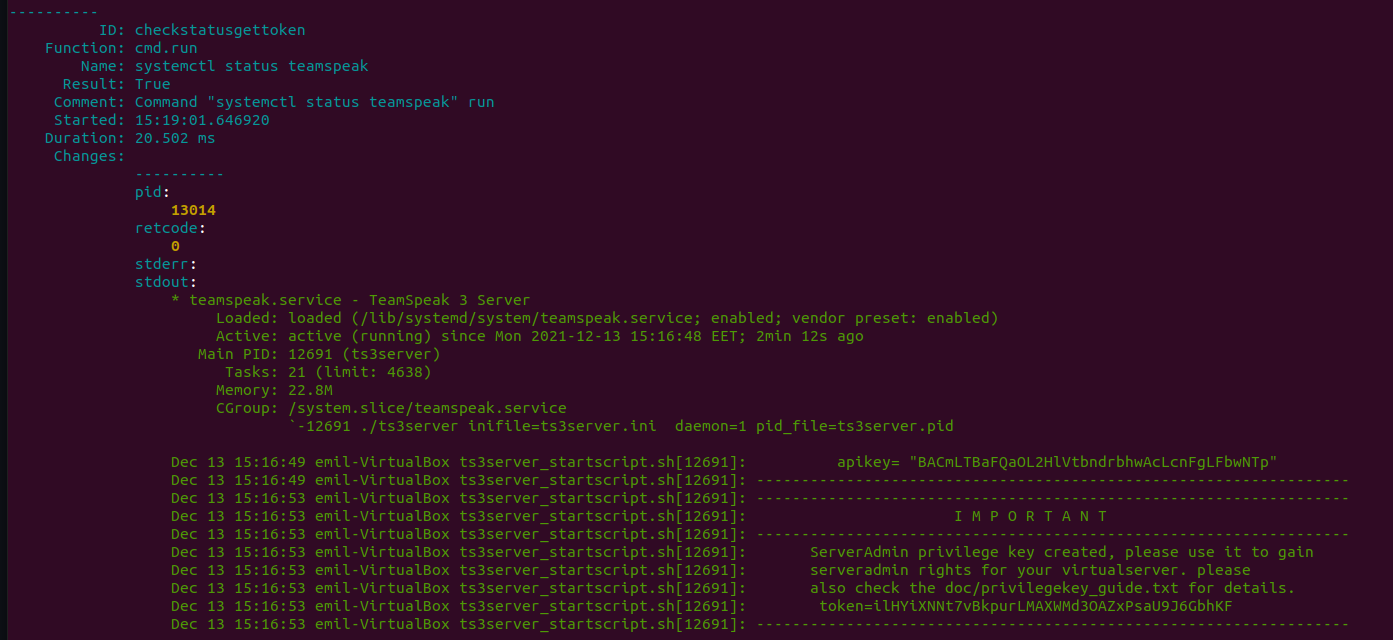 ----------
          ID: checkstatusgettoken
    Function: cmd.run
        Name: systemctl status teamspeak
      Result: True
     Comment: Command "systemctl status teamspeak" run
     Started: 15:19:01.646920
    Duration: 20.502 ms
     Changes:
              ----------
              pid:
                  13014
              retcode:
                  0
              stderr:
              stdout:
                  * teamspeak.service - TeamSpeak 3 Server
                       Loaded: loaded (/lib/systemd/system/teamspeak.service; enabled; vendor preset: enabled)
                       Active: active (running) since Mon 2021-12-13 15:16:48 EET; 2min 12s ago
                     Main PID: 12691 (ts3server)
                        Tasks: 21 (limit: 4638)
                       Memory: 22.8M
                       CGroup: /system.slice/teamspeak.service
                               `-12691 ./ts3server inifile=ts3server.ini  daemon=1 pid_file=ts3server.pid

                  Dec 13 15:16:49 emil-VirtualBox ts3server_startscript.sh[12691]:          apikey= "BACmLTBaFQaOL2HlVtbndrbhwAcLcnFgLFbwNTp"
                  Dec 13 15:16:49 emil-VirtualBox ts3server_startscript.sh[12691]: ------------------------------------------------------------------
                  Dec 13 15:16:53 emil-VirtualBox ts3server_startscript.sh[12691]: ------------------------------------------------------------------
                  Dec 13 15:16:53 emil-VirtualBox ts3server_startscript.sh[12691]:                       I M P O R T A N T
                  Dec 13 15:16:53 emil-VirtualBox ts3server_startscript.sh[12691]: ------------------------------------------------------------------
                  Dec 13 15:16:53 emil-VirtualBox ts3server_startscript.sh[12691]:       ServerAdmin privilege key created, please use it to gain
                  Dec 13 15:16:53 emil-VirtualBox ts3server_startscript.sh[12691]:       serveradmin rights for your virtualserver. please
                  Dec 13 15:16:53 emil-VirtualBox ts3server_startscript.sh[12691]:       also check the doc/privilegekey_guide.txt for details.
                  Dec 13 15:16:53 emil-VirtualBox ts3server_startscript.sh[12691]:        token=ilHYiXNNt7vBkpurLMAXWMd3OAZxPsaU9J6GbhKF
                  Dec 13 15:16:53 emil-VirtualBox ts3server_startscript.sh[12691]: ------------------------------------------------------------------